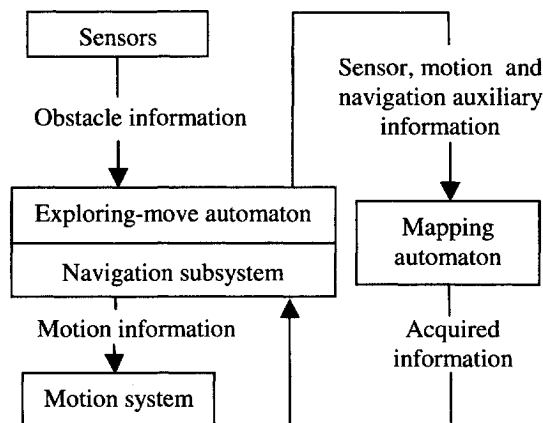 Sensors
Obstacle information
Exploring-move automaton
Navigation subsystem
Motion information
Motion system
Sensor, motion and
navigation auxiliary
information
Mapping
automaton
Acquired
information